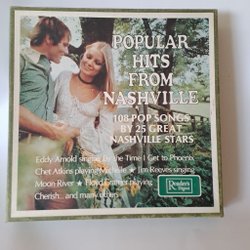 POPULAR
HITS
FROM
NASHVILLE
108 POP SONGS
BY 25 GREAT
NASHVILLE STARS
Eddy Arnold singing By the Time I Get to Phoenix
Chet Atkins playing Michelle ★ Jim Reeves singing
Moon River ★ Floyd Cramer playing
Cherish... and many others
Reader's
Digest